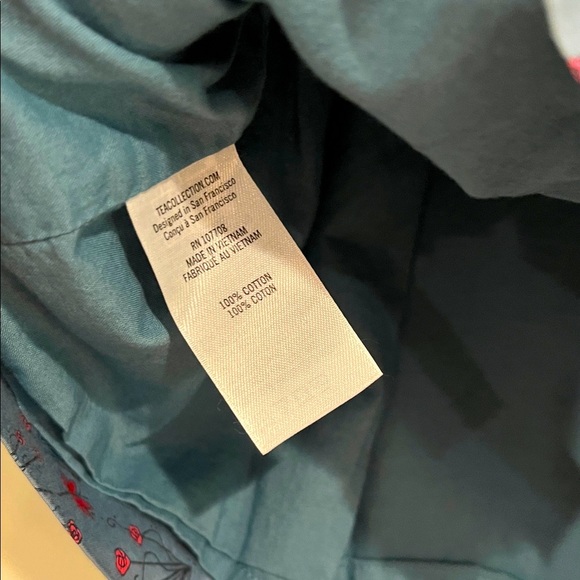 TEACOLLECTION.COM
Designed in San Francisco
Conçu à San Francisco
RN 107708
MADE IN VIETNAM
FABRIQUÉ AU VIETNAM
100% COTTON
100% COTON